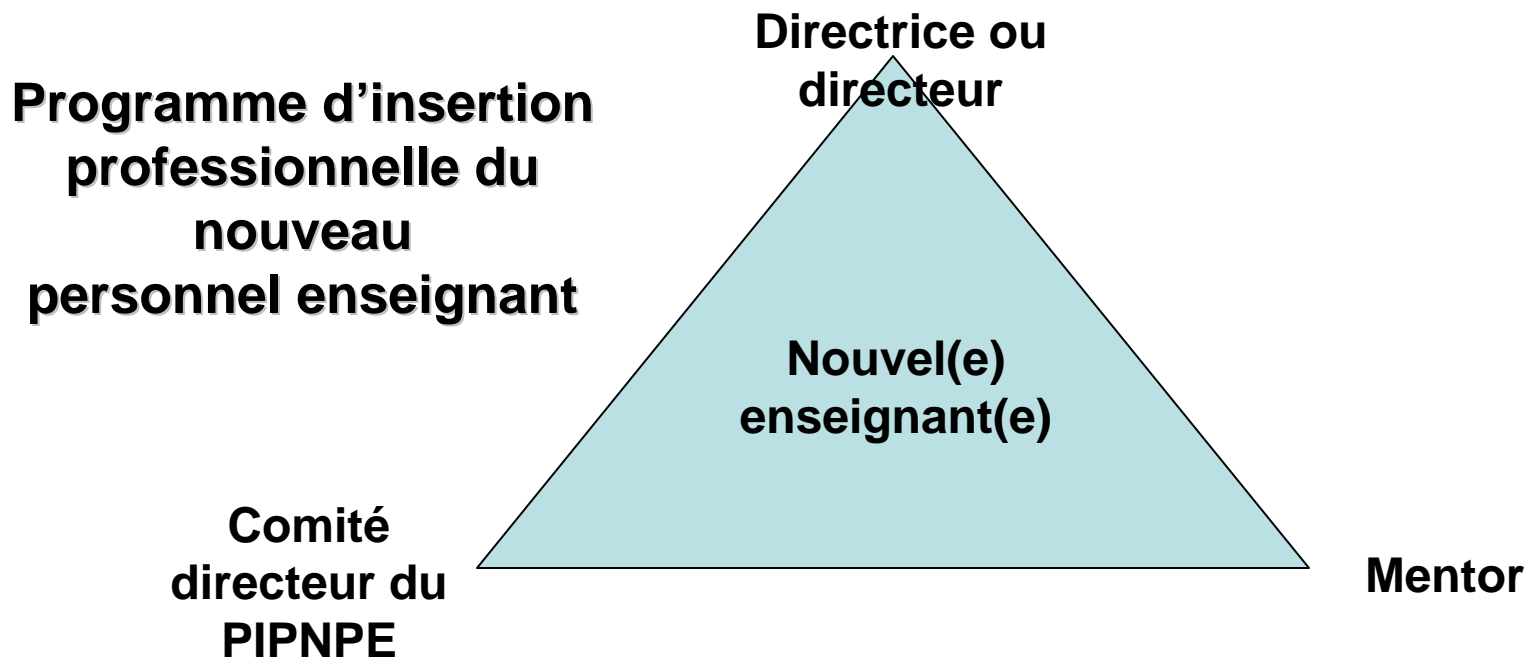 Programme d’insertion
professionnelle du
nouveau
personnel enseignant
Directrice ou
directeur
Nouvel(e)
enseignant(e)
Comité
directeur du
PIPNPE
Mentor